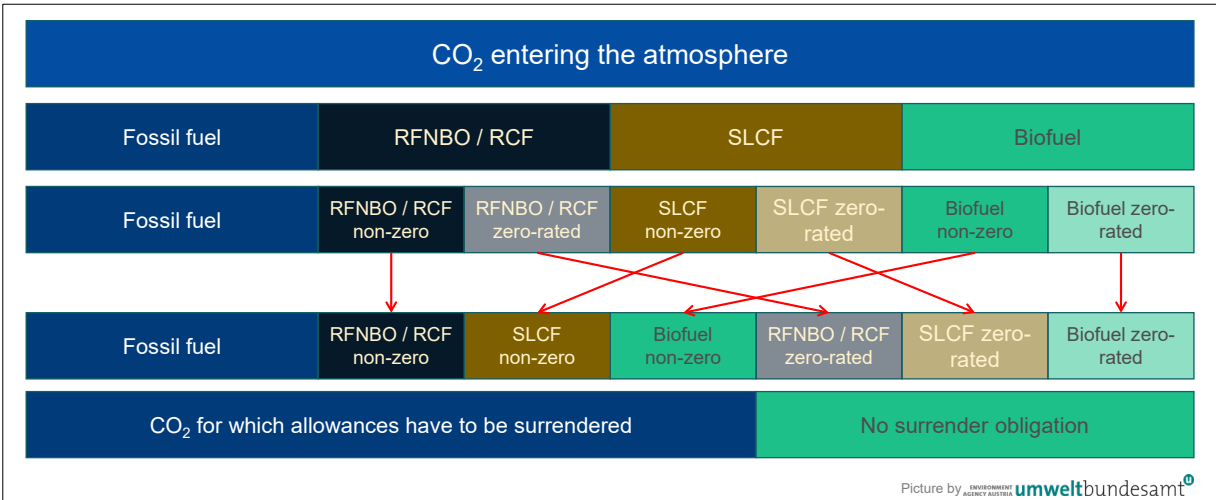 CO₂ entering the atmosphere
Fossil fuel
RFNBO / RCF
SLCF
Biofuel
Fossil fuel
RFNBO / RCF
non-zero
RFNBO / RCF
zero-rated
SLCF
non-zero
SLCF zero-
rated
Biofuel
non-zero
Biofuel zero-
rated
Fossil fuel
RFNBO / RCF
non-zero
SLCF
non-zero
Biofuel
non-zero
RFNBO / RCF
zero-rated
SLCF zero-
rated
Biofuel zero-
rated
CO₂ for which allowances have to be surrendered
No surrender obligation
Picture by ENVIRONMENT
AGENCY AUSTRIA umweltbundesamt u